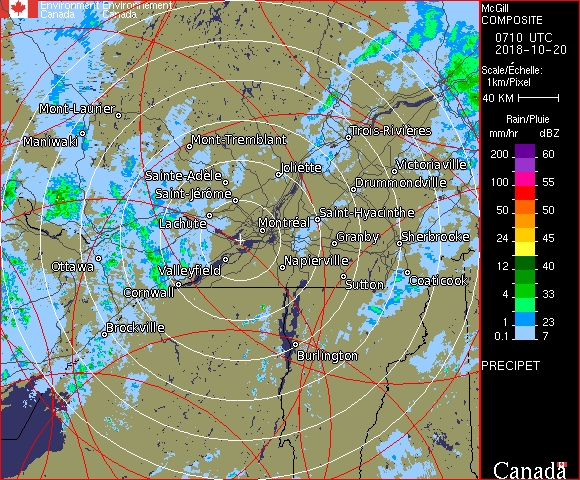 Environment Environnement
Canada Canada
Mont-Laurier
Maniwaki
Mont-Tremblant
Trois-Rivières
Joliette
Victoriaville
Sainte-Adèle
Drummondville
Saint-Jérôme
Lachute
Saint-Hyacinthe
Montréal
Granby
Sherbrooke
Ottawa
Valleyfield
Napierville
Sutton
Coaticook
Cornwall
Brockville
Burlington
McGill
COMPOSITE
0710 UTC
2018-10-20
Scale/Échelle:
1km/Pixel
40 KM
Rain/Pluie
mm/hr dBZ
200 60
100 55
50 50
24 45
12 40
4 33
1 23
0.1 7
PRECIPET
Canada